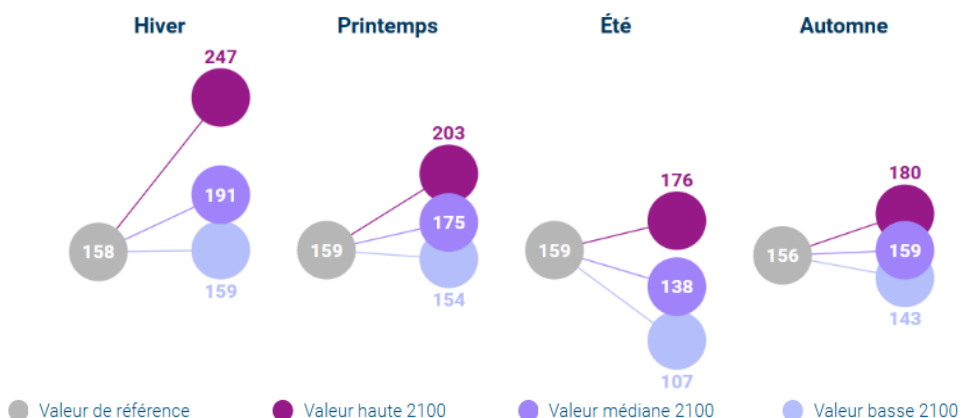 Hiver
Printemps
Été
Automne
247
191
158
159
203
175
159
154
176
159
138
107
180
159
156
143
Valeur de référence
Valeur haute 2100
Valeur médiane 2100
Valeur basse 2100